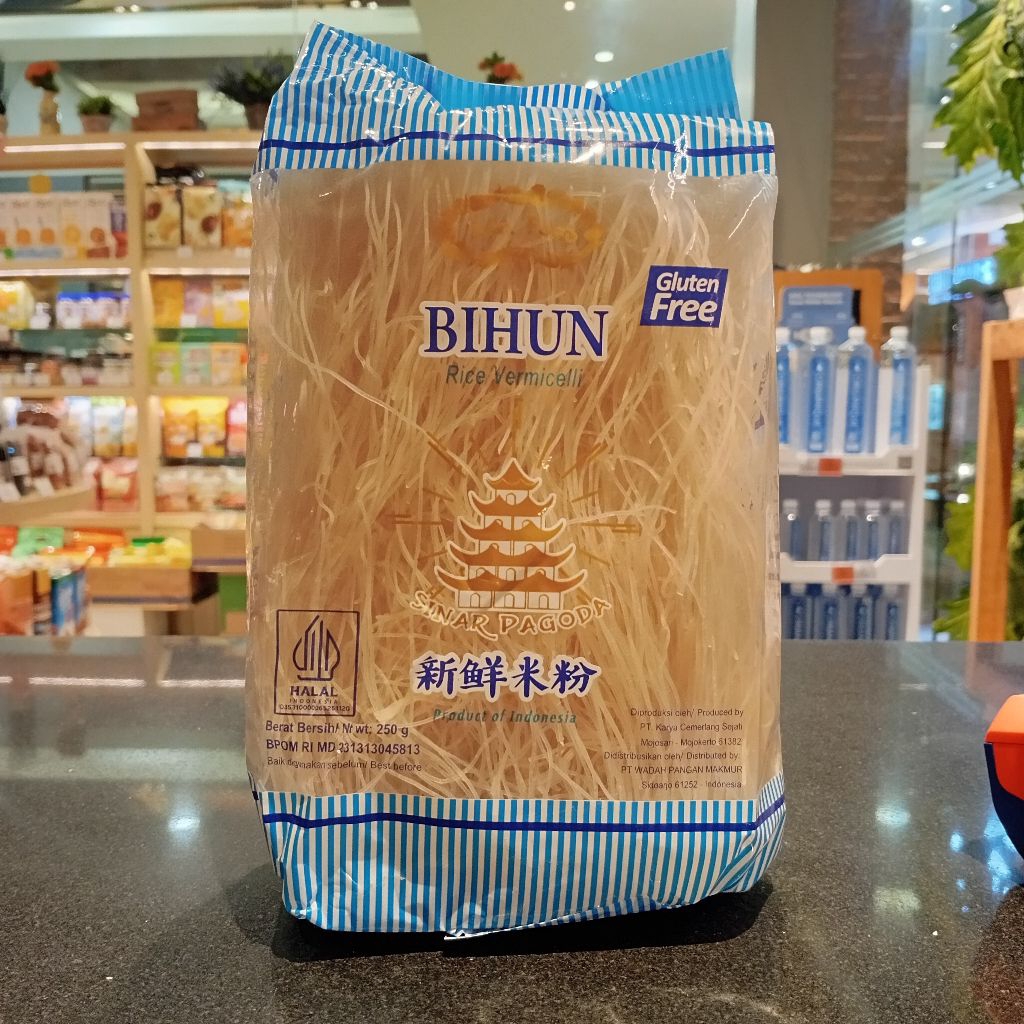 Gluten
Free
BIHUN
Rice Vermicelli
SINAR PAGODA
新鲜米粉
Product of Indonesia
HALAL
INDONESIA
Berat Bersih/ Ntwt: 250 g
BPOM RI MD 231313045813
Baik digunakan sebelum/ Best before :
Diproduksi oleh/ Produced by
PT. Karya Cemerlang Sejati
Mojosari - Mojokerto 61382
Didistribusikan oleh/ Distributed by:
PT WADAH PANGAN MAKMUR
Sidoarjo 61252 - Indonesia